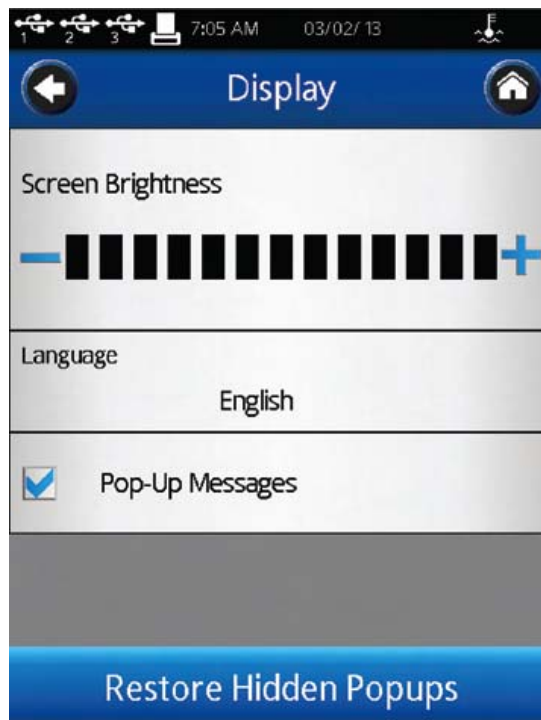 1 2 3 7:05 AM 03/02/ 13
Display
Screen Brightness
Language
English
Pop-Up Messages
Restore Hidden Popups